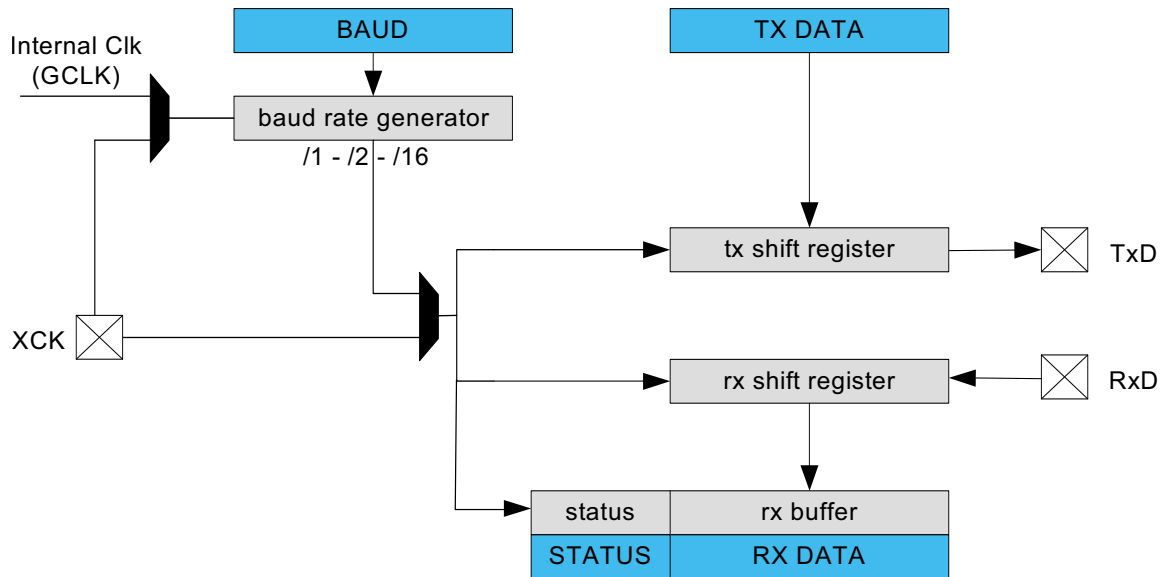 BAUD
TX DATA
Internal Clk
(GCLK)
baud rate generator
/1 - /2 - /16
tx shift register
TxD
XCK
rx shift register
RxD
status
rx buffer
STATUS
RX DATA